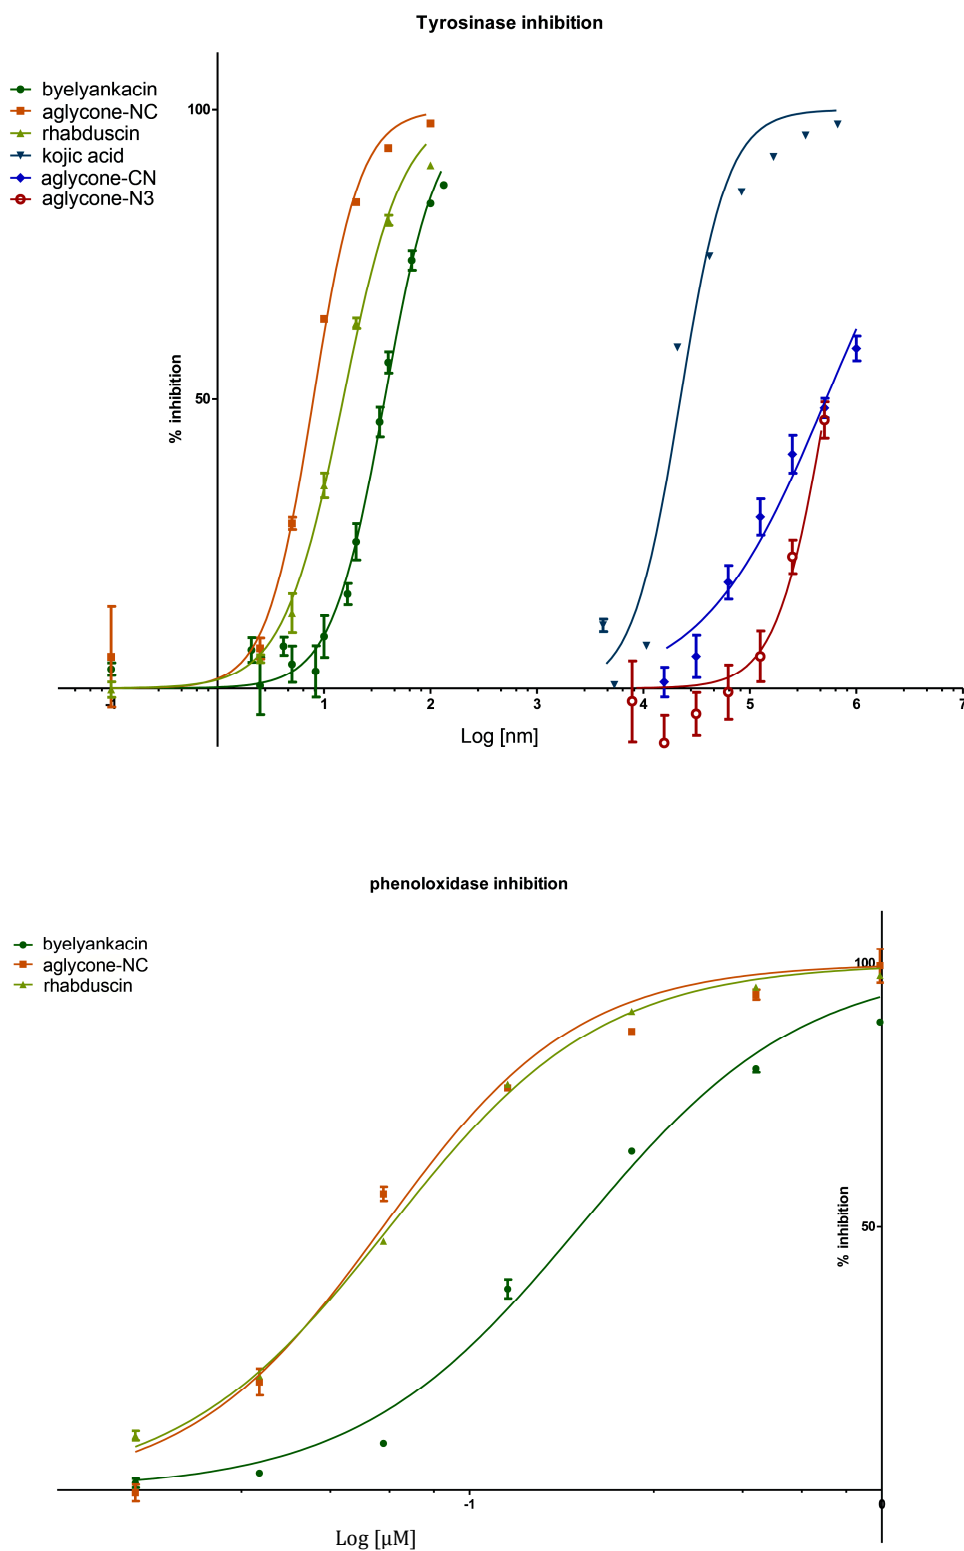 Tyrosinase inhibition
byelyankacin
aglycone-NC
rhabduscin
kojic acid
aglycone-CN
aglycone-N3
100
50
% inhibition
-1 1 2 3 4 5 6 7
Log [nm]
phenoloxidase inhibition
byelyankacin
aglycone-NC
rhabduscin
100
50
% inhibition
-1 0
Log [µM]